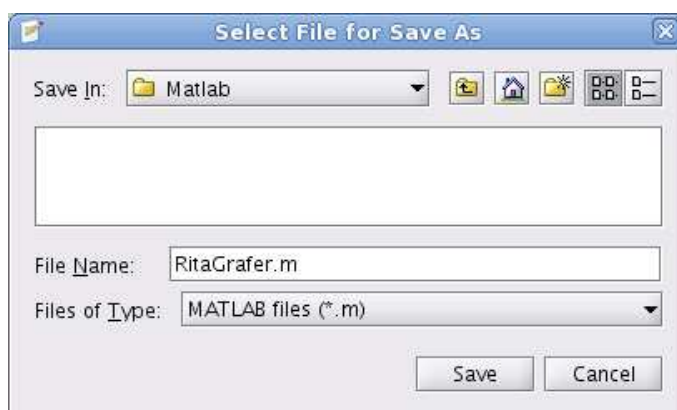 Select File for Save As
Save In: Matlab
File Name: RitaGrafer.m
Files of Type: MATLAB files (*.m)
Save Cancel